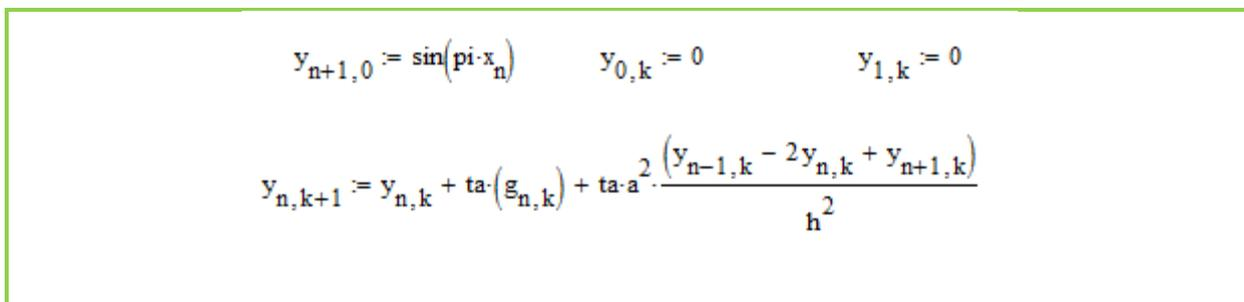 y_{n+1,0} := sin(pi·x_n) y_{0,k} := 0 y_{1,k} := 0
y_{n,k+1} := y_{n,k} + ta·(g_{n,k}) + ta·a^2·\frac{(y_{n-1,k} - 2y_{n,k} + y_{n+1,k})}{h^2}